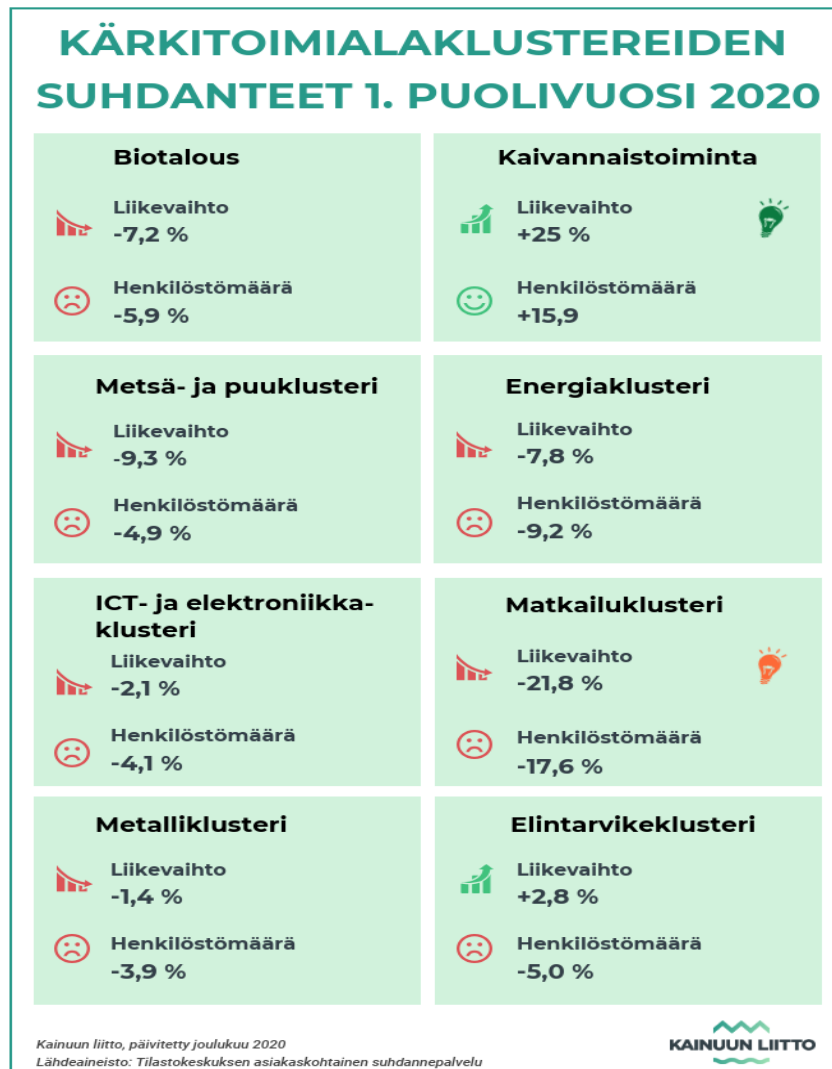 KÄRKITOIMIALAKLUSTEREIDEN
SUHDANTEET 1. PUOLIVUOSI 2020
Biotalous
Liikevaihto
-7,2 %
Henkilöstömäärä
-5,9 %
Kaivannaistoiminta
Liikevaihto
+25 %
Henkilöstömäärä
+15,9
Metsä- ja puuklusteri
Liikevaihto
-9,3 %
Henkilöstömäärä
-4,9 %
Energiaklusteri
Liikevaihto
-7,8 %
Henkilöstömäärä
-9,2 %
ICT- ja elektroniikka-
klusteri
Liikevaihto
-2,1 %
Henkilöstömäärä
-4,1 %
Matkailuklusteri
Liikevaihto
-21,8 %
Henkilöstömäärä
-17,6 %
Metalliklusteri
Liikevaihto
-1,4 %
Henkilöstömäärä
-3,9 %
Elintarvikeklusteri
Liikevaihto
+2,8 %
Henkilöstömäärä
-5,0 %
Kainuun liitto, päivitetty joulukuu 2020
Lähdeaineisto: Tilastokeskuksen asiakaskohtainen suhdannepalvelu
KAINUUN LIITTO